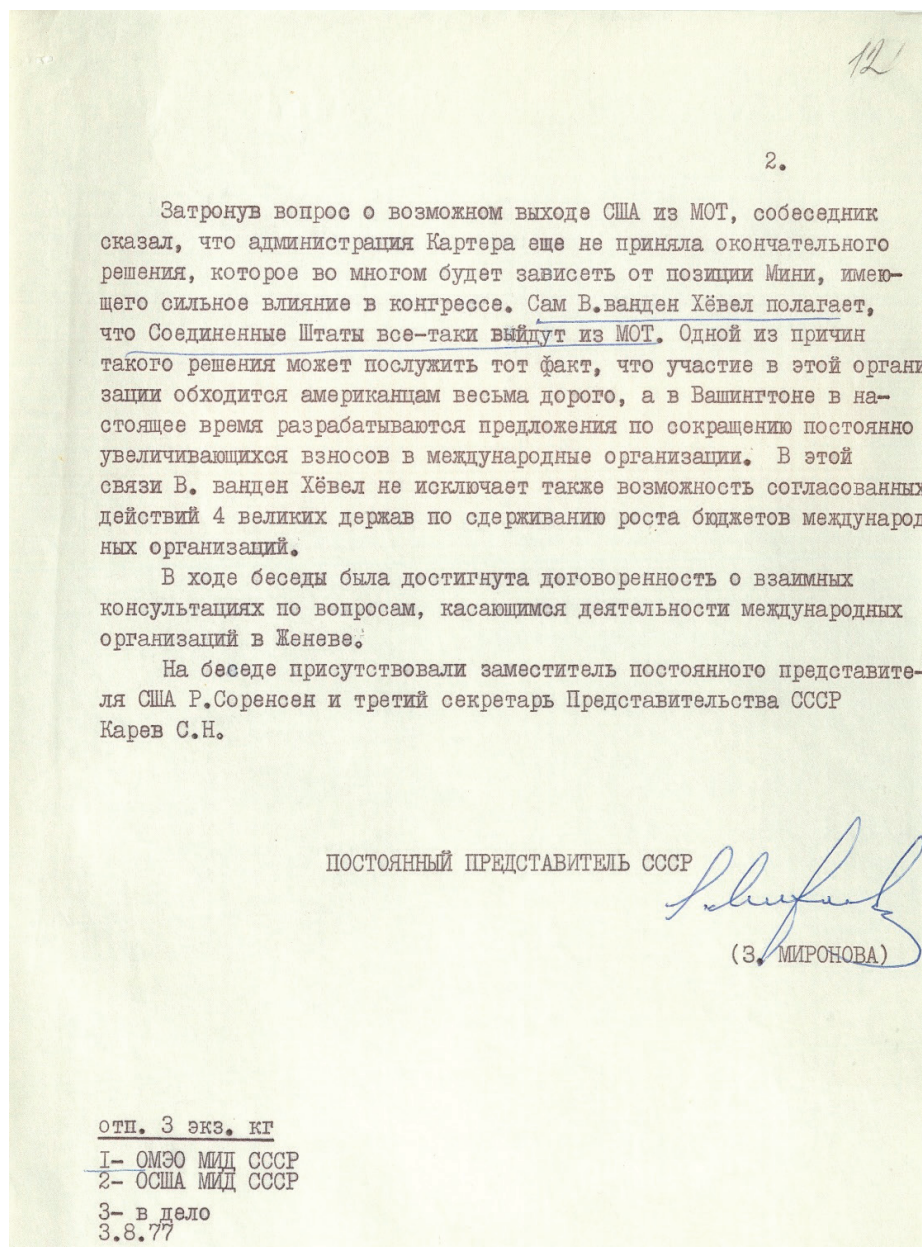 12
2.
Затронув вопрос о возможном выходе США из МОТ, собеседник
сказал, что администрация Картера еще не приняла окончательного
решения, которое во многом будет зависеть от позиции Мини, имею-
щего сильное влияние в конгрессе. Сам В.ванден Хёвел полагает,
что Соединенные Штаты все-таки выйдут из МОТ. Одной из причин
такого решения может послужить тот факт, что участие в этой органи
зации обходится американцам весьма дорого, а в Вашингтоне в на-
стоящее время разрабатываются предложения по сокращению постоянно
увеличивающихся взносов в международные организации. В этой
связи В. ванден Хёвел не исключает также возможность согласованных
действий 4 великих держав по сдерживанию роста бюджетов международ
ных организаций.
В ходе беседы была достигнута договоренность о взаимных
консультациях по вопросам, касающимся деятельности международных
организаций в Женеве.
На беседе присутствовали заместитель постоянного представите-
ля США Р.Соренсен и третий секретарь Представительства СССР
Карев С.Н.
ПОСТОЯННЫЙ ПРЕДСТАВИТЕЛЬ СССР
(З. МИРОНОВА)
отп. 3 экз. кг
I- ОМЭО МИД СССР
2- ОСША МИД СССР
3- в дело
3.8.77